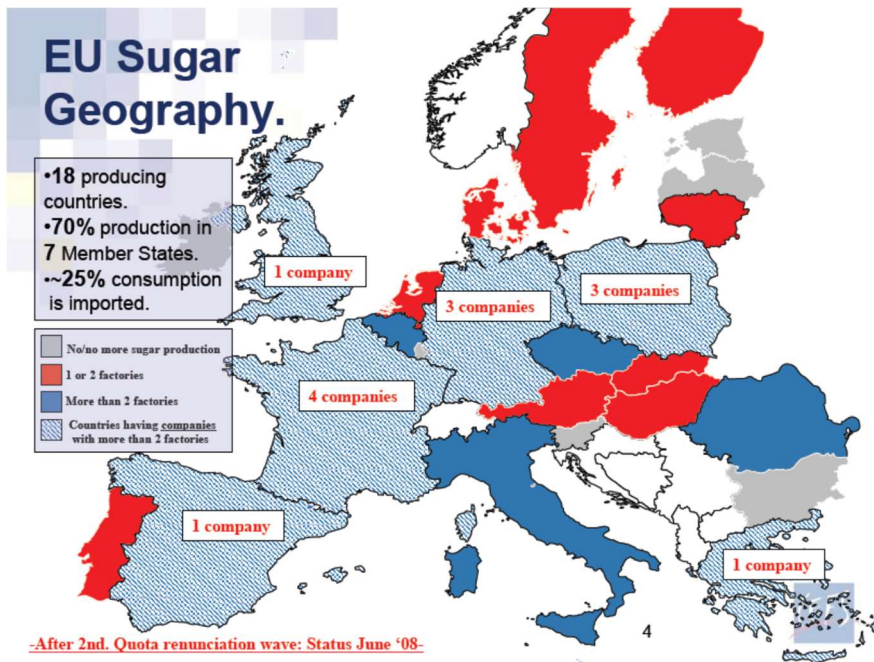 EU Sugar
Geography.
•18 producing
countries.
•70% production in
7 Member States.
•~25% consumption
is imported.
No/no more sugar production
1 or 2 factories
More than 2 factories
Countries having companies
with more than 2 factories
1 company
3 companies
3 companies
4 companies
1 company
1 company
4
-After 2nd. Quota renunciation wave: Status June ‘08-